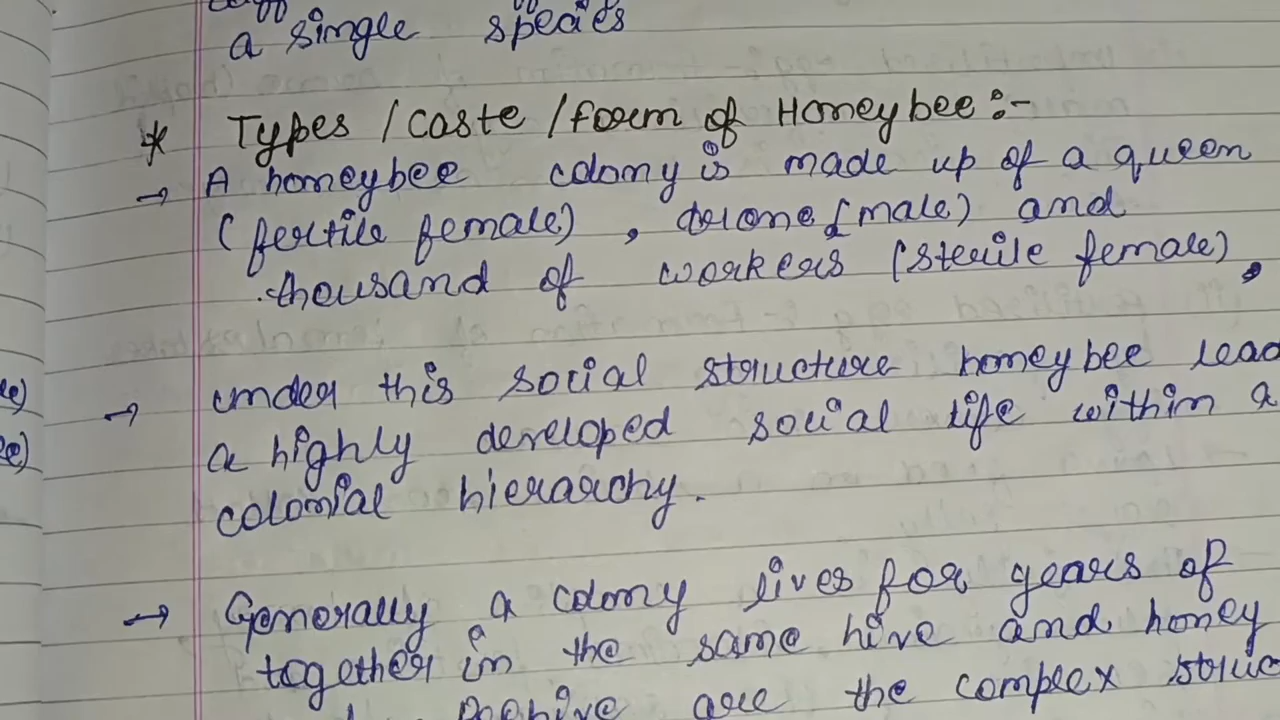 a single species
* Types / caste / form of Honeybee :-
→ A honeybee colony is made up of a queen
(fertile female) , drone (male) and
thousand of workers (sterile female) ,
→ under this social structure honeybee lead
a highly developed social life within a
colonial hierarchy.
→ Generally a colony lives for years of
together in the same hive and honey
are the complex struc